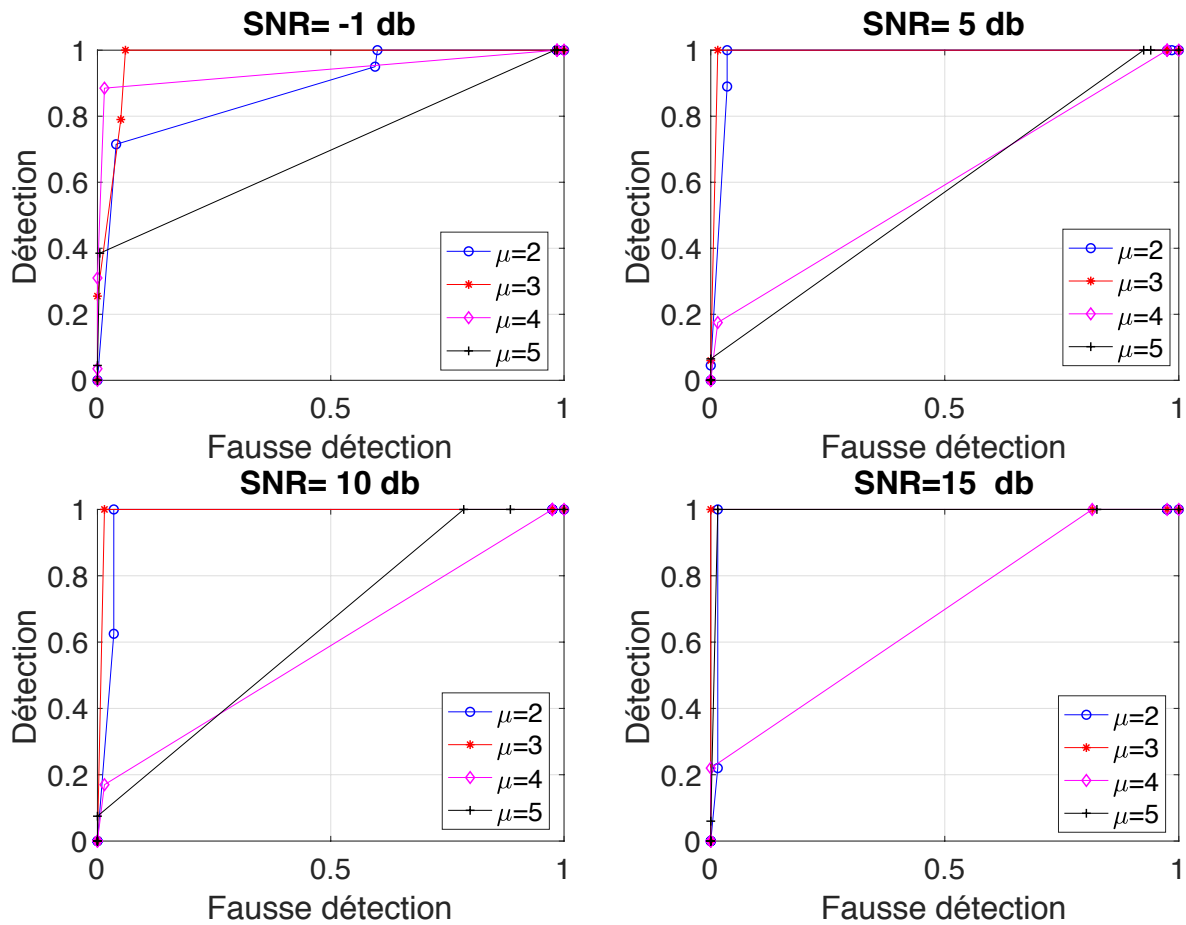 SNR= -1 db
1
0.8
0.6
0.4
0.2
0
0 0.5 1
Détection
Fausse détection
μ=2
μ=3
μ=4
μ=5
SNR= 5 db
1
0.8
0.6
0.4
0.2
0
0 0.5 1
Détection
Fausse détection
μ=2
μ=3
μ=4
μ=5
SNR= 10 db
1
0.8
0.6
0.4
0.2
0
0 0.5 1
Détection
Fausse détection
μ=2
μ=3
μ=4
μ=5
SNR=15 db
1
0.8
0.6
0.4
0.2
0
0 0.5 1
Détection
Fausse détection
μ=2
μ=3
μ=4
μ=5